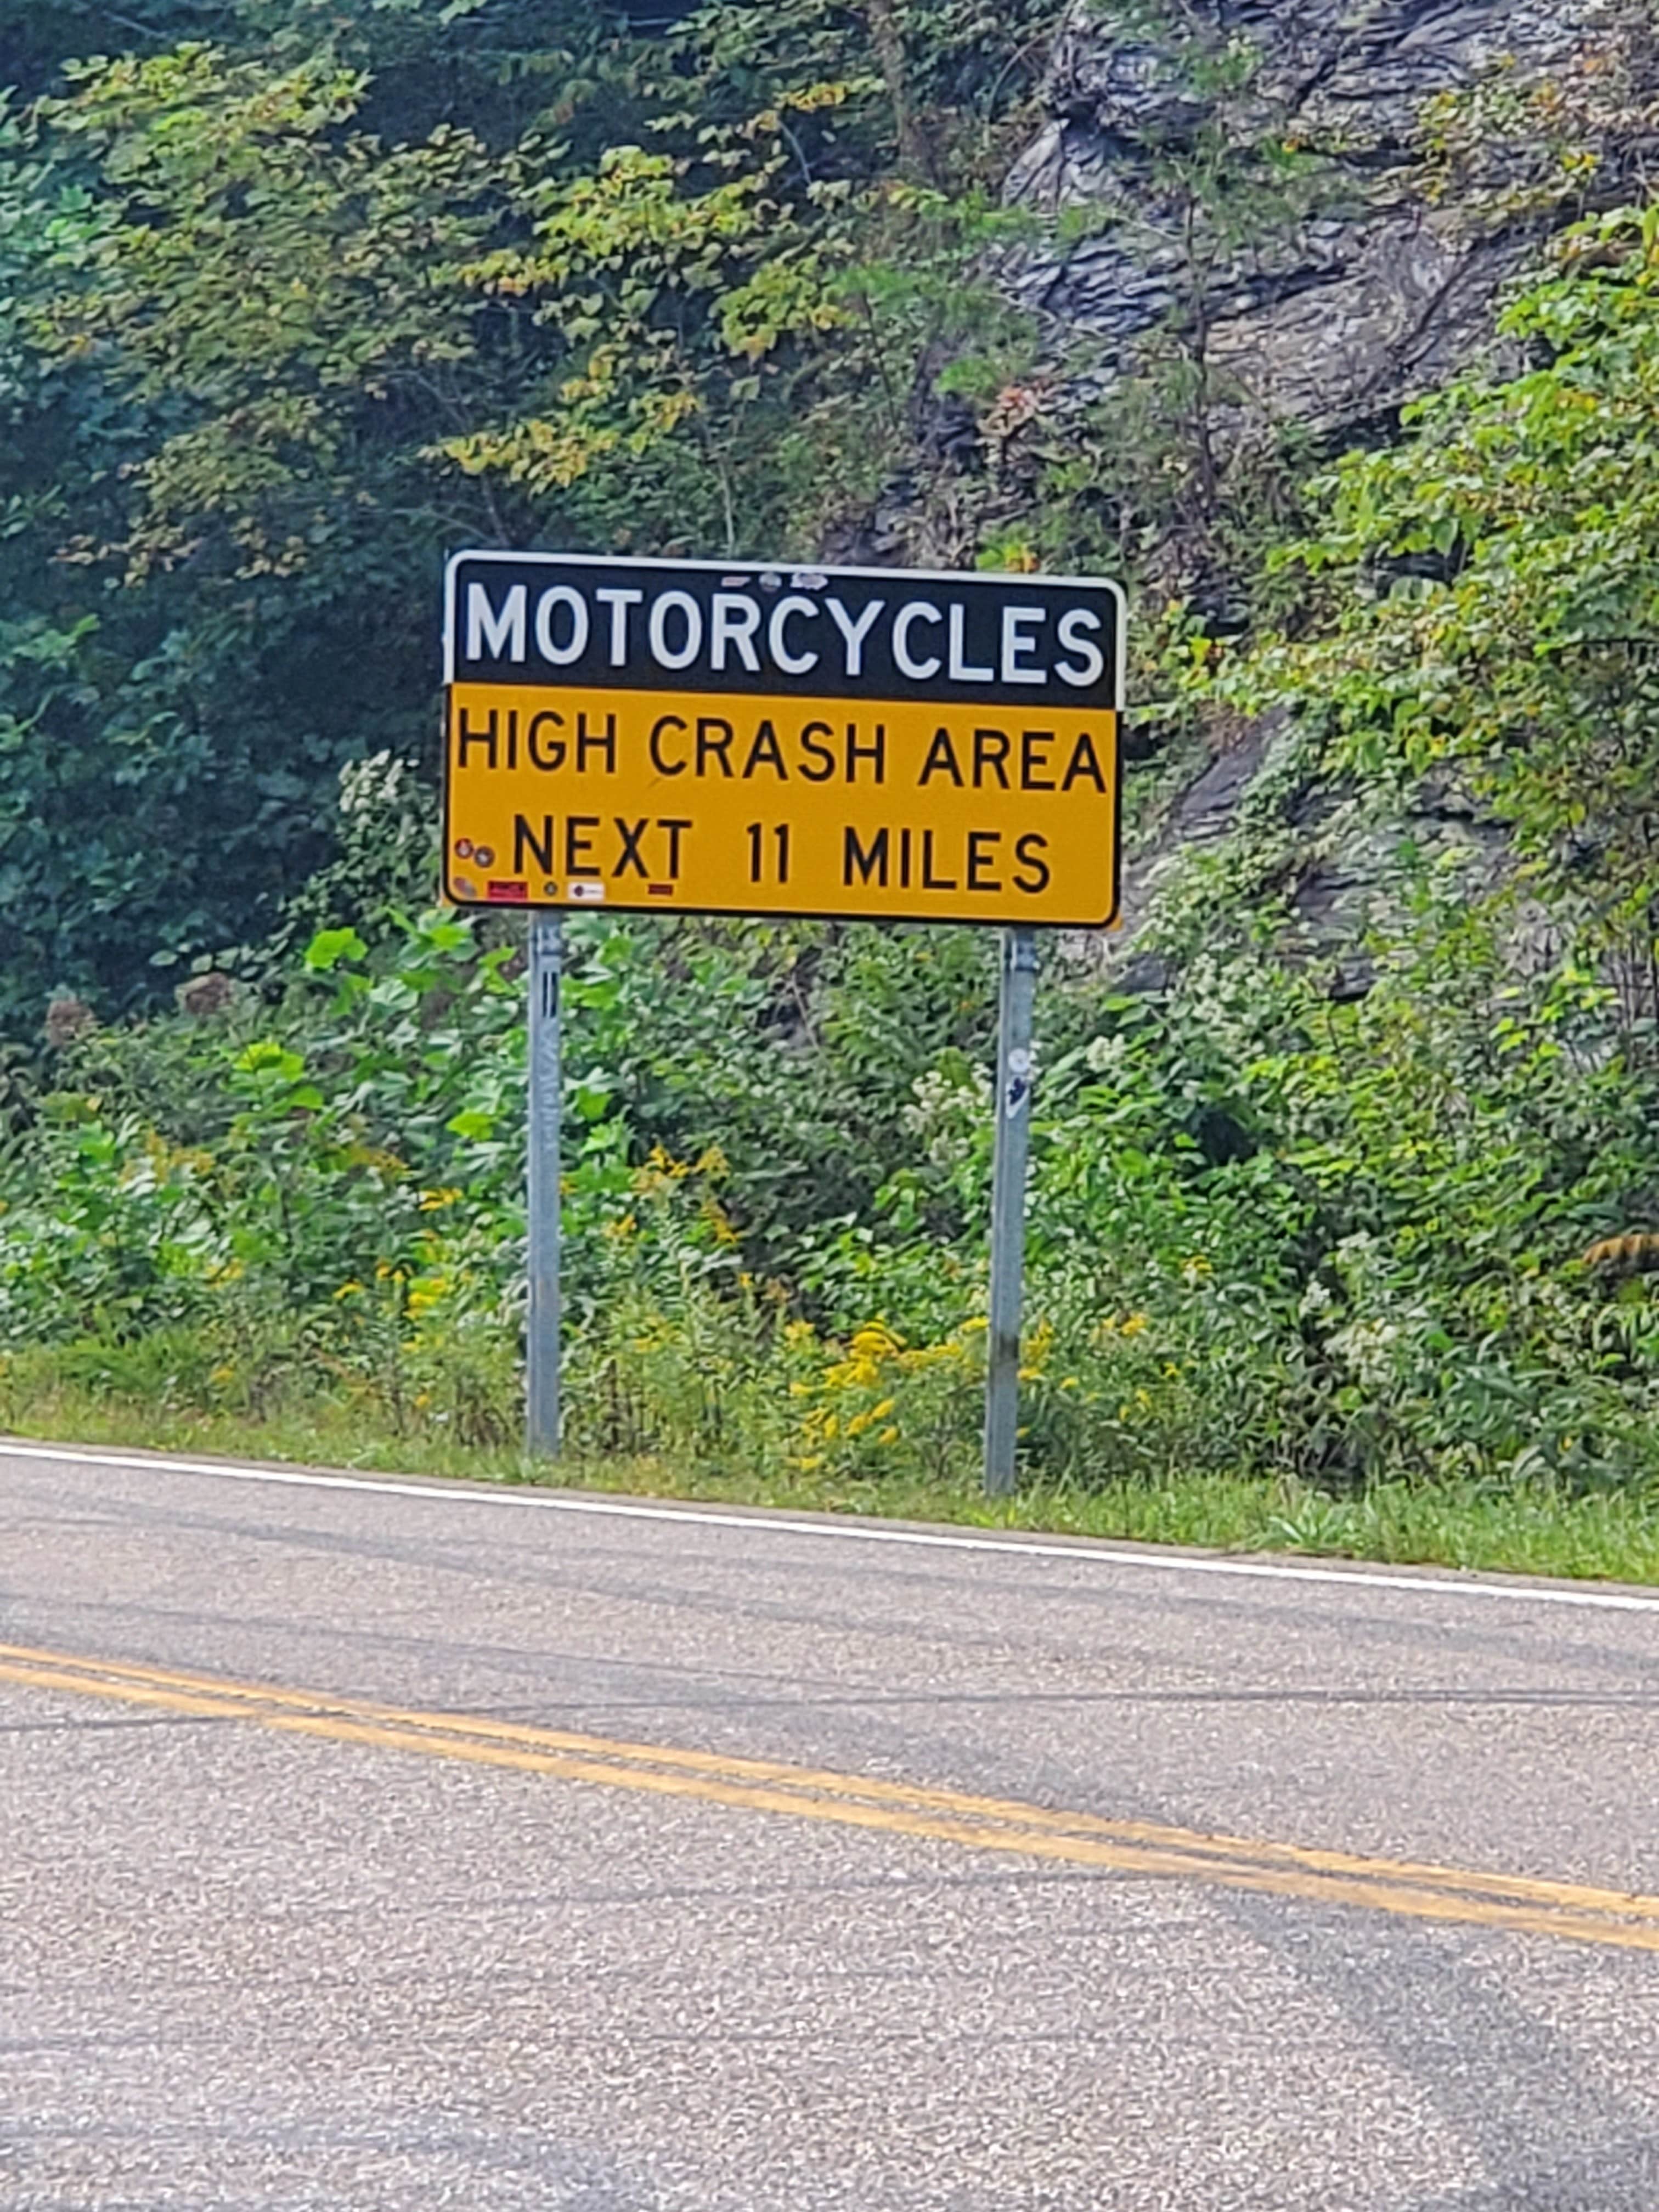 MOTORCYCLES
HIGH CRASH AREA
NEXT 11 MILES